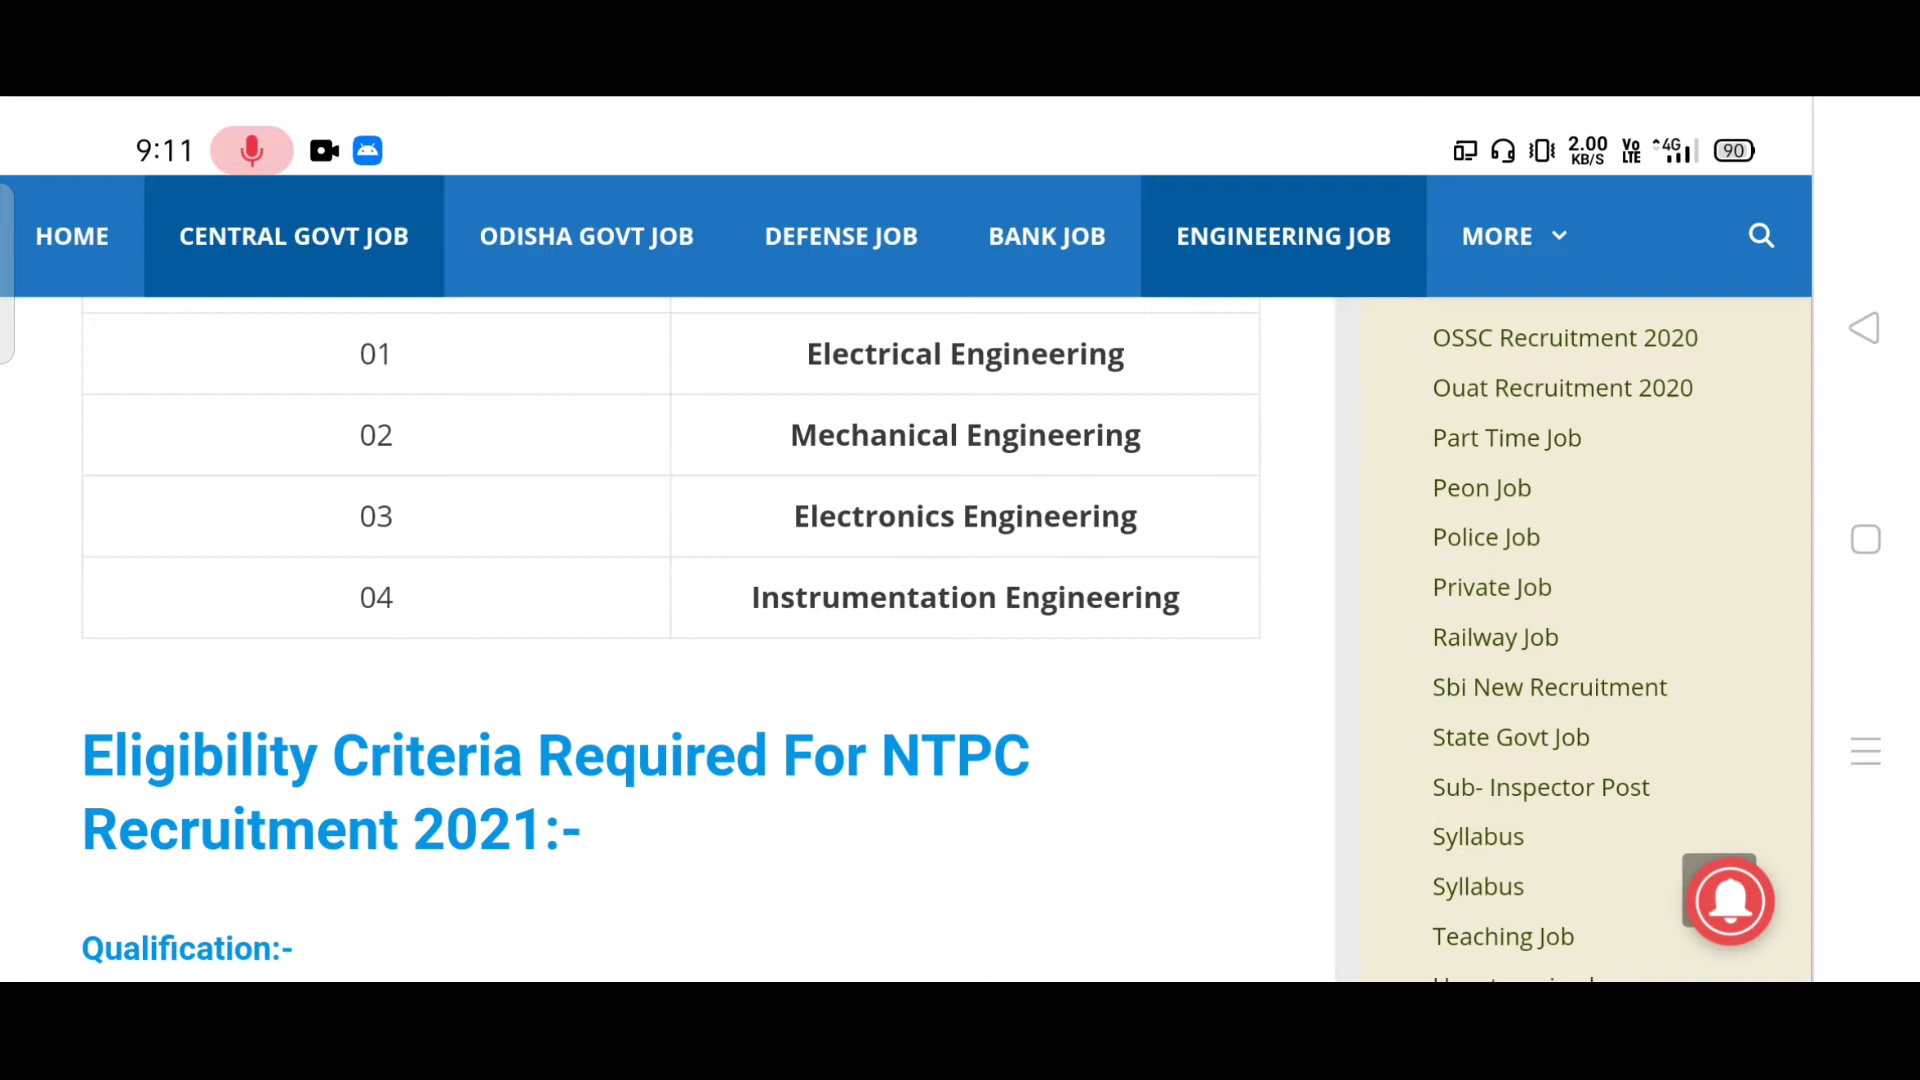 9:11
2.00
KB/S
Vo
LTE
4G
90
HOME
CENTRAL GOVT JOB
ODISHA GOVT JOB
DEFENSE JOB
BANK JOB
ENGINEERING JOB
MORE
01 Electrical Engineering
02 Mechanical Engineering
03 Electronics Engineering
04 Instrumentation Engineering
Eligibility Criteria Required For NTPC
Recruitment 2021:-
Qualification:-
OSSC Recruitment 2020
Ouat Recruitment 2020
Part Time Job
Peon Job
Police Job
Private Job
Railway Job
Sbi New Recruitment
State Govt Job
Sub- Inspector Post
Syllabus
Syllabus
Teaching Job